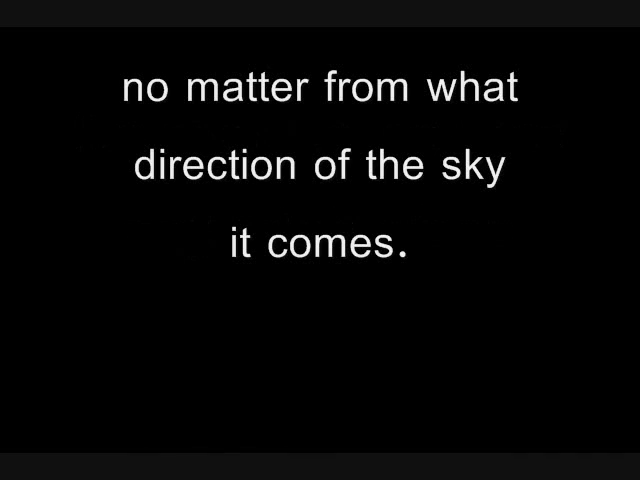 no matter from what
direction of the sky
it comes.